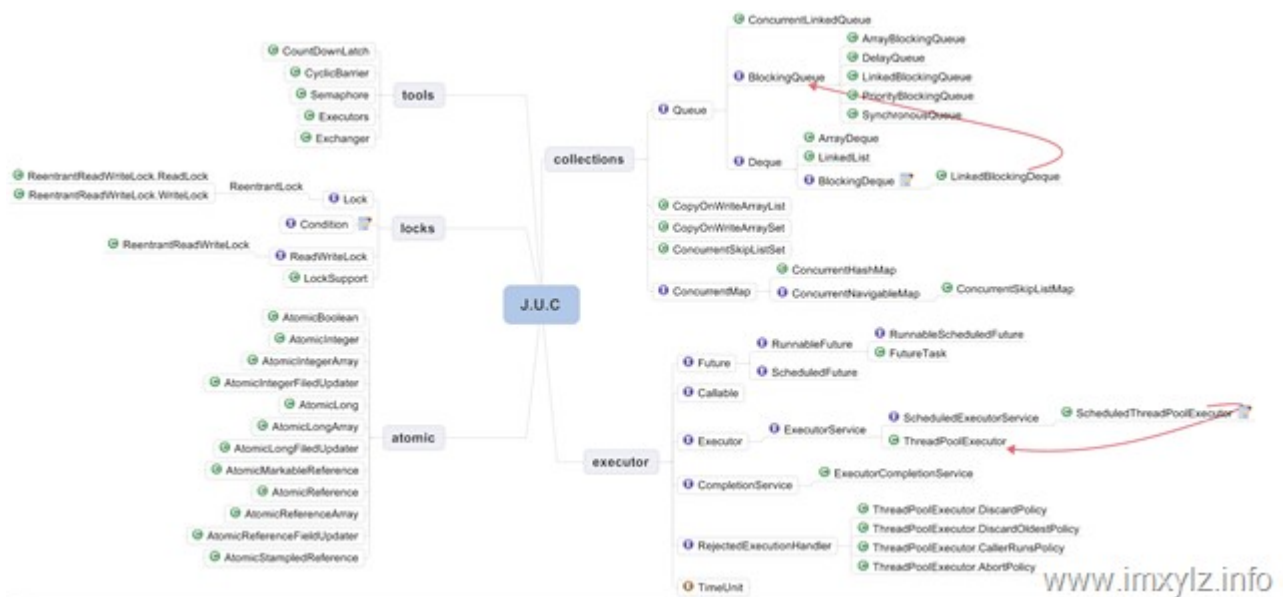 CountDownLatch
CyclicBarrier
Semaphore
Executors
Exchanger
tools
ReentrantReadWriteLock.ReadLock
ReentrantReadWriteLock.WriteLock
ReentrantLock
Lock
Condition
ReentrantReadWriteLock
ReadWriteLock
LockSupport
locks
AtomicBoolean
AtomicInteger
AtomicIntegerArray
AtomicIntegerFiledUpdater
AtomicLong
AtomicLongArray
AtomicLongFiledUpdater
AtomicMarkableReference
AtomicReference
AtomicReferenceArray
AtomicReferenceFieldUpdater
AtomicStampedReference
atomic
J.U.C
collections
Queue
ConcurrentLinkedQueue
BlockingQueue
ArrayBlockingQueue
DelayQueue
LinkedBlockingQueue
PriorityBlockingQueue
SynchronousQueue
Deque
ArrayDeque
LinkedList
BlockingDeque
LinkedBlockingDeque
CopyOnWriteArrayList
CopyOnWriteArraySet
ConcurrentSkipListSet
ConcurrentMap
ConcurrentHashMap
ConcurrentNavigableMap
ConcurrentSkipListMap
executor
Future
RunnableFuture
RunnableScheduledFuture
FutureTask
ScheduledFuture
Callable
Executor
ExecutorService
ScheduledExecutorService
ScheduledThreadPoolExecutor
ThreadPoolExecutor
CompletionService
ExecutorCompletionService
RejectedExecutionHandler
ThreadPoolExecutor.DiscardPolicy
ThreadPoolExecutor.DiscardOldestPolicy
ThreadPoolExecutor.CallerRunsPolicy
ThreadPoolExecutor.AbortPolicy
TimeUnit
www.imxylz.info